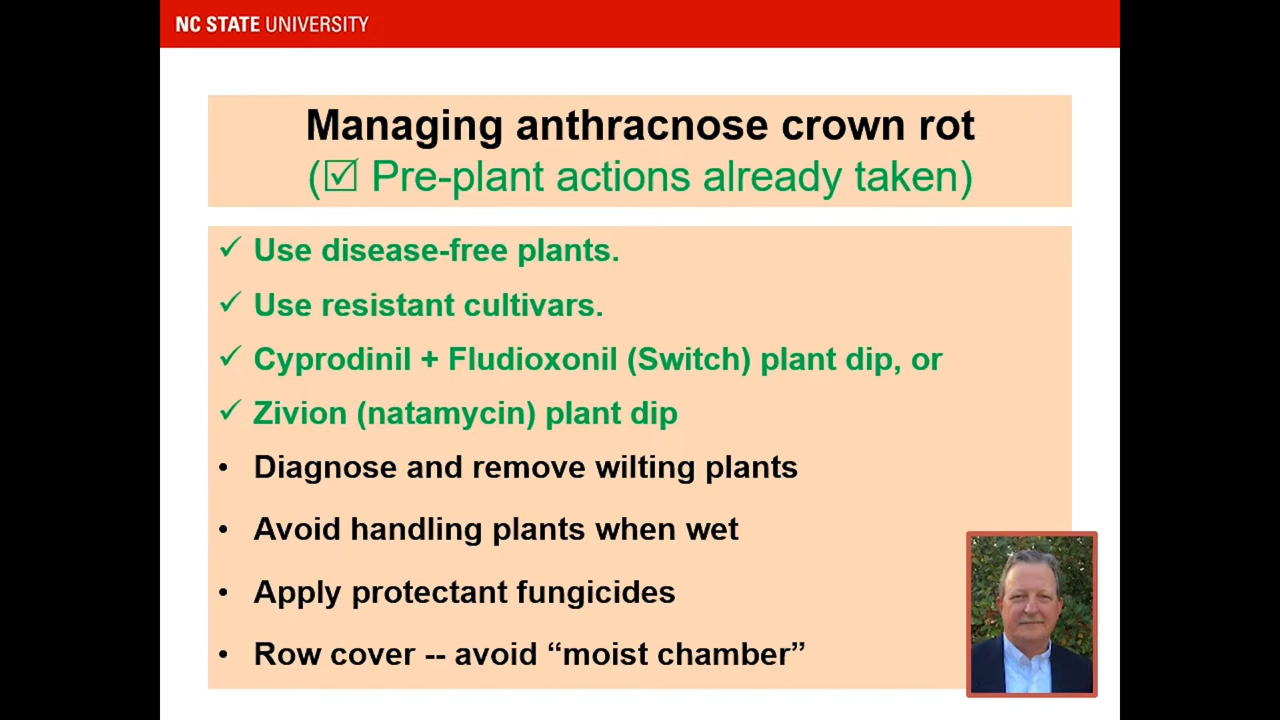 NC STATE UNIVERSITY
Managing anthracnose crown rot
(☑ Pre-plant actions already taken)
✓ Use disease-free plants.
✓ Use resistant cultivars.
✓ Cyprodinil + Fludioxonil (Switch) plant dip, or
✓ Zivion (natamycin) plant dip
• Diagnose and remove wilting plants
• Avoid handling plants when wet
• Apply protectant fungicides
• Row cover -- avoid “moist chamber”